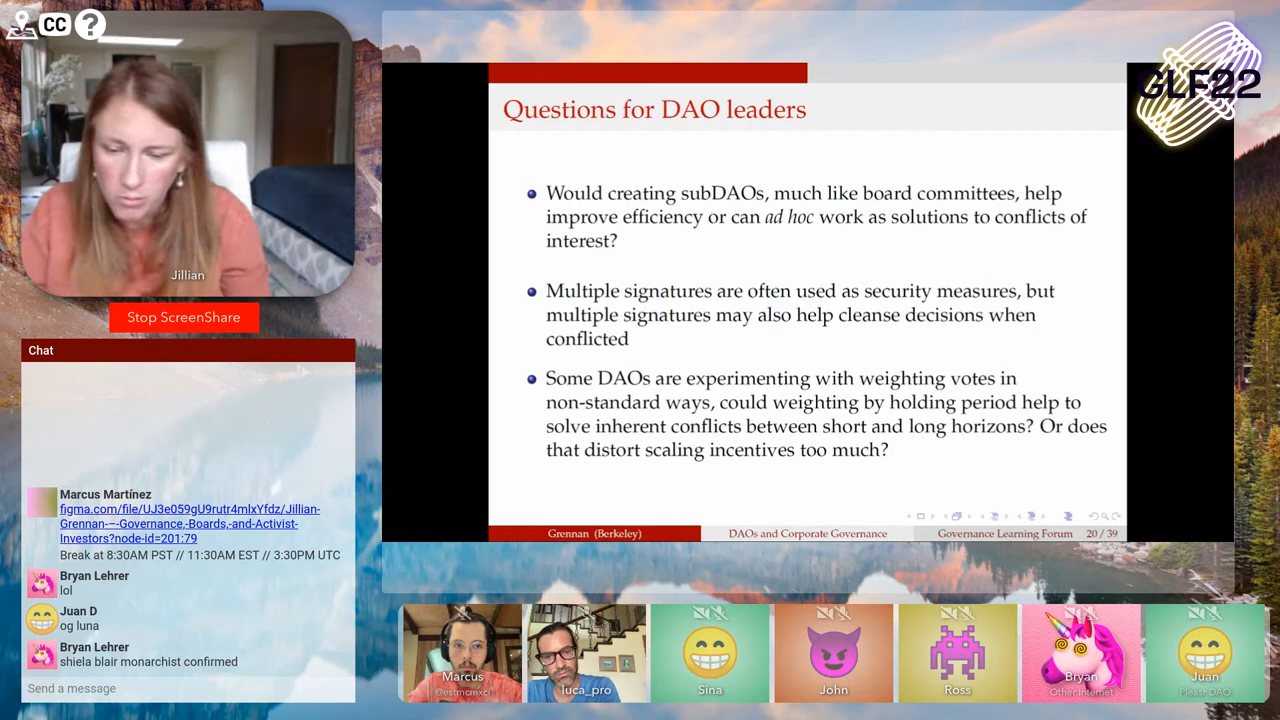 CC
?
Jillian
Stop ScreenShare
Chat
Marcus Martínez
figma.com/file/UJ3e059gU9rutr4mlxYfdz/Jillian-
Grennan-–-Governance,-Boards,-and-Activist-
Investors?node-id=201:79
Break at 8:30AM PST // 11:30AM EST // 3:30PM UTC
Bryan Lehrer
lol
Juan D
og luna
Bryan Lehrer
shiela blair monarchist confirmed
Send a message
GLF22
Questions for DAO leaders
Would creating subDAOs, much like board committees, help
improve efficiency or can ad hoc work as solutions to conflicts of
interest?
Multiple signatures are often used as security measures, but
multiple signatures may also help cleanse decisions when
conflicted
Some DAOs are experimenting with weighting votes in
non-standard ways, could weighting by holding period help to
solve inherent conflicts between short and long horizons? Or does
that distort scaling incentives too much?
Grennan (Berkeley)
DAOs and Corporate Governance
Governance Learning Forum
20 / 39
Marcus
@estmcmxci
luca_pro
Sina
John
Ross
Bryan
Other Internet
Juan
Pleasr DAO